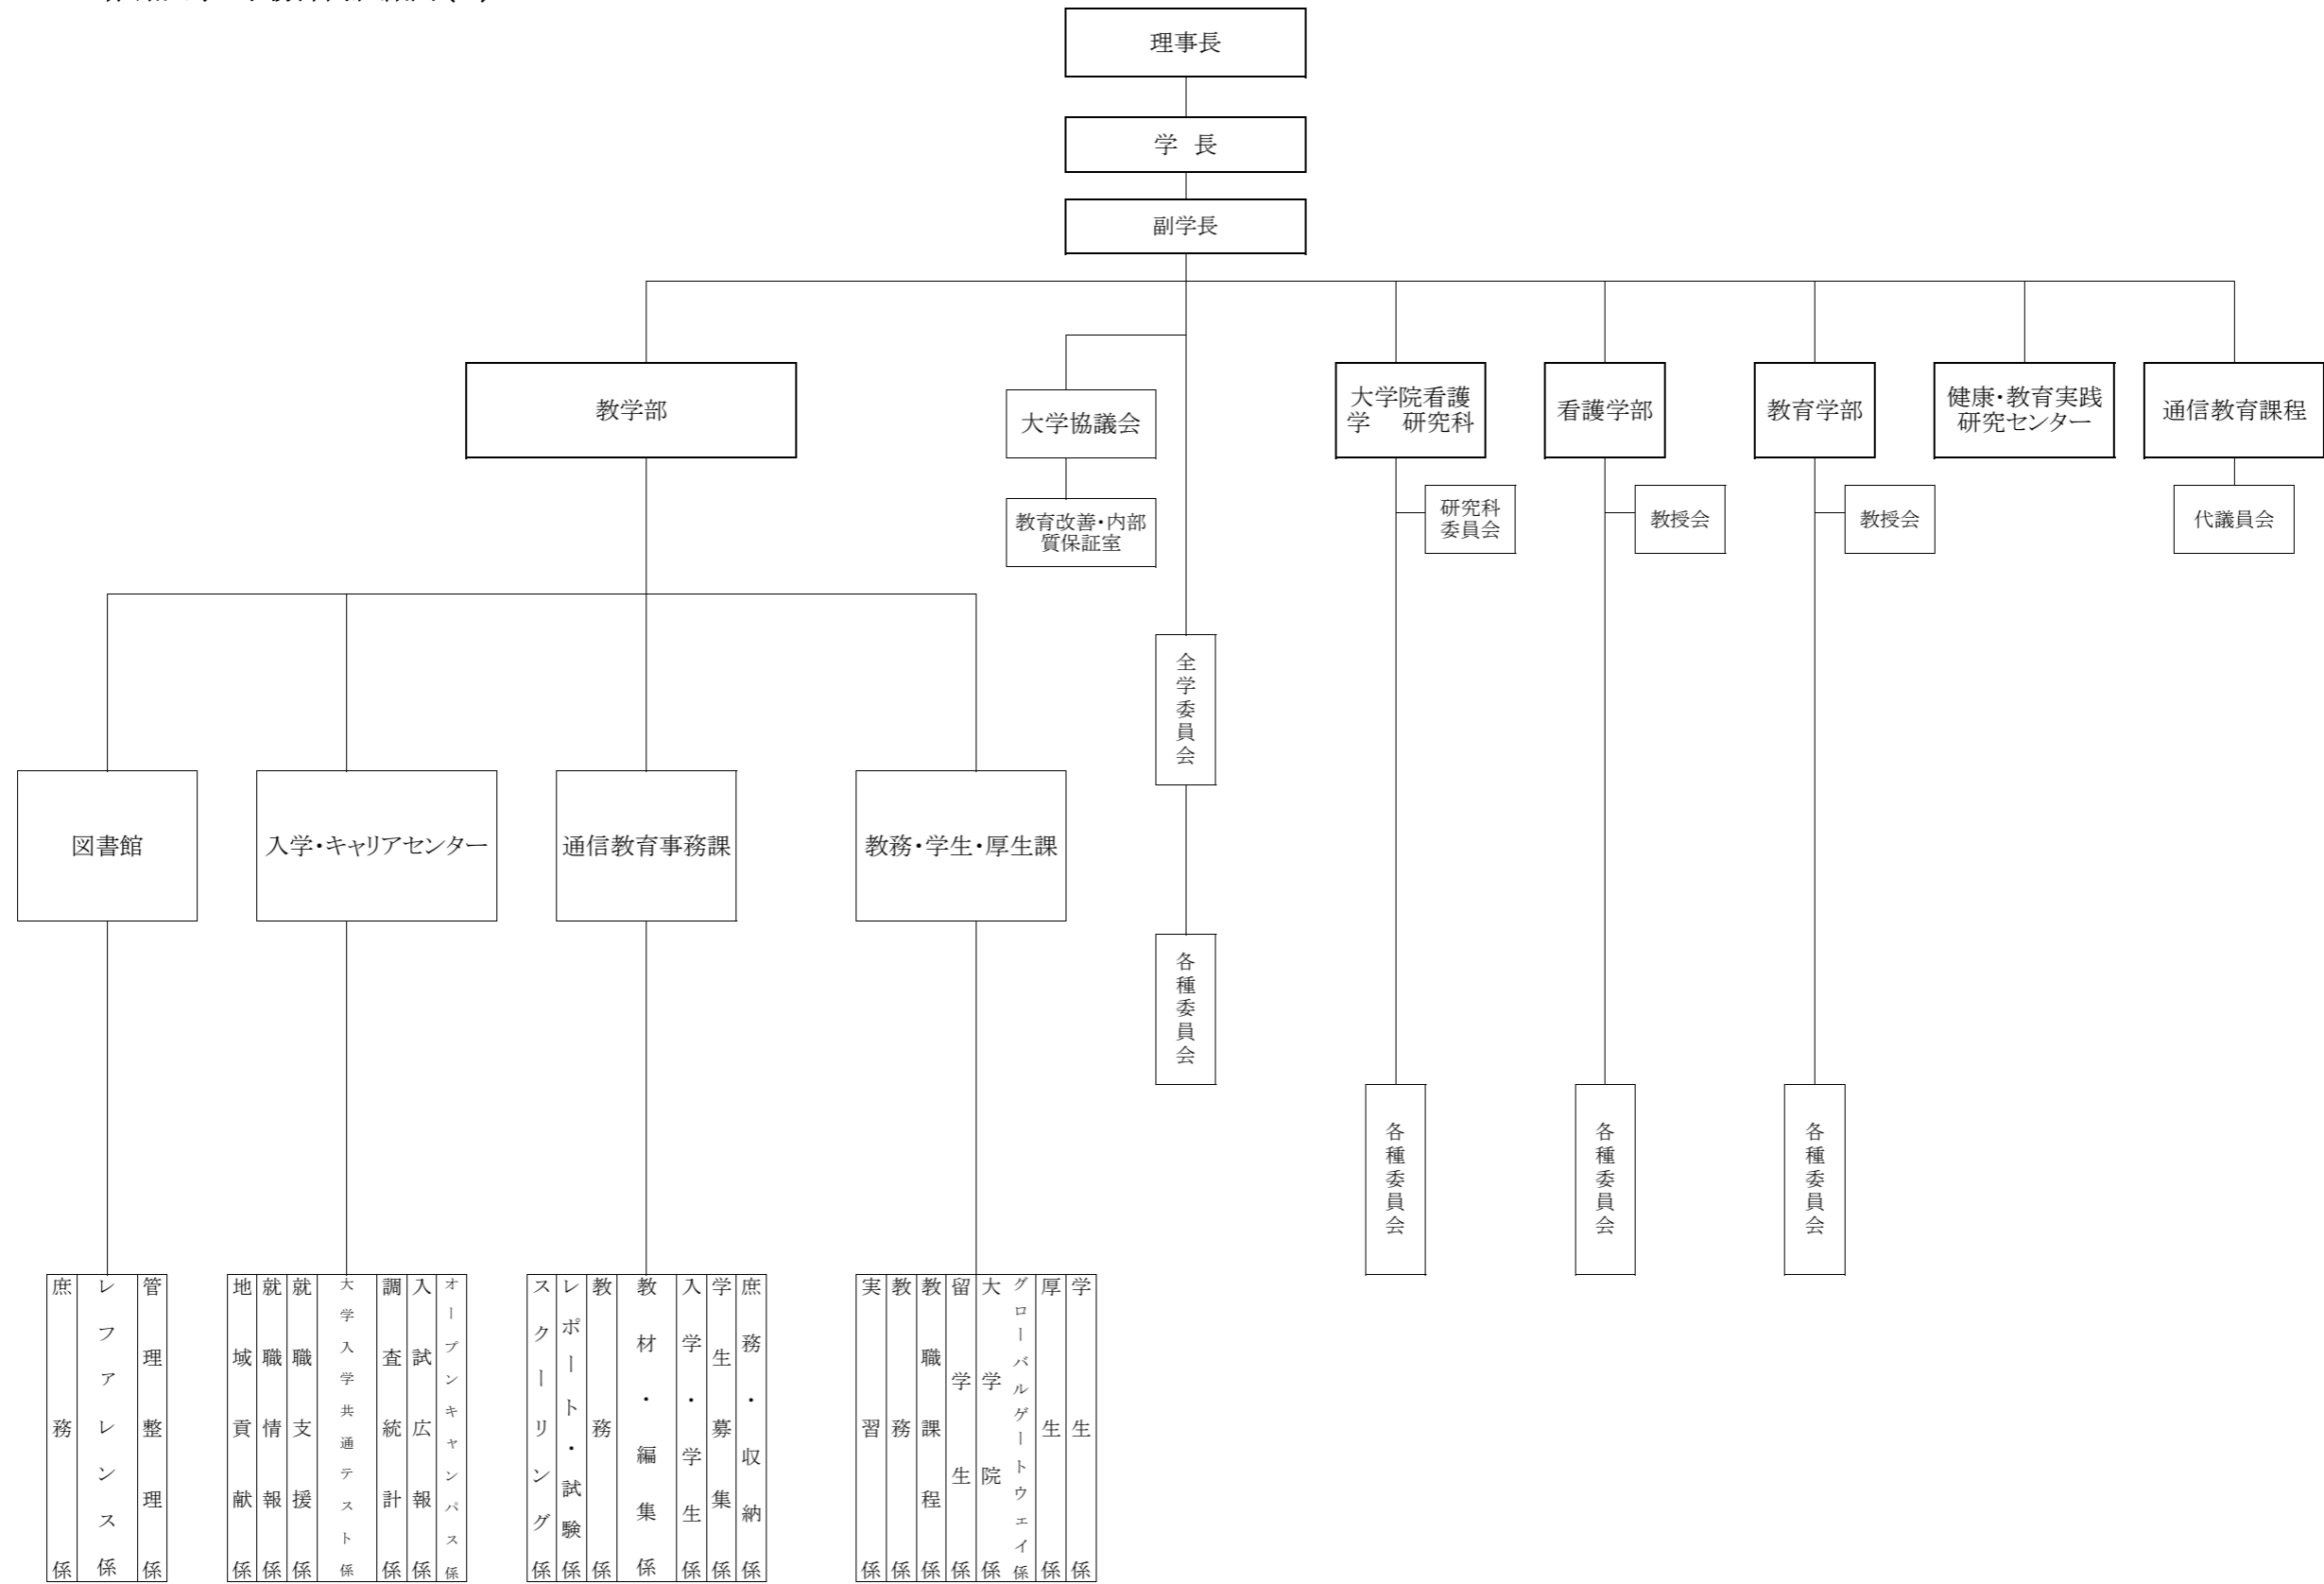 理事長
学 長
副学長
教学部
大学協議会
大学院看護
学 研究科
看護学部
教育学部
健康・教育実践
研究センター
通信教育課程
教育改善・内部
質保証室
研究科
委員会
教授会
教授会
代議員会
全学委員会
図書館
入学・キャリアセンター
通信教育事務課
教務・学生・厚生課
各種委員会
各種委員会
各種委員会
各種委員会
庶務係
レファレンス係
管理整理係
地域貢献係
就職情報係
就職支援係
大学入学共通テスト係
調査統計係
入試広報係
オープンキャンパス係
スクーリング係
レポート・試験係
教務係
教材・編集係
入学・学生係
学生募集係
庶務・収納係
実習係
教務係
教職課程係
留学生係
大学院係
グローバルゲートウェイ係
厚生係
学生係